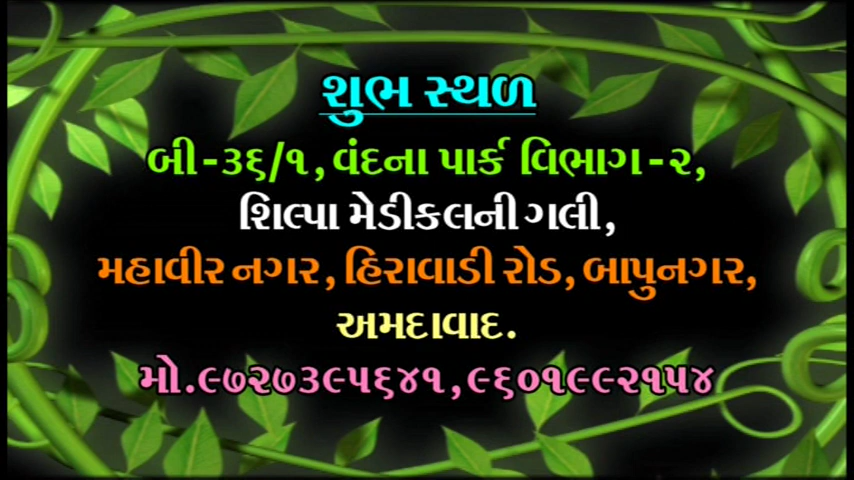 શુભ સ્થળ
બી-૩૬/૧, વંદના પાર્ક વિભાગ-૨,
શિલ્પા મેડીકલની ગલી,
મહાવીર નગર, હિરાવાડી રોડ, બાપુનગર,
અમદાવાદ.
મો.૯૭૨૭૩૯૫૬૪૧,૯૬૦૧૯૯૨૧૫૪